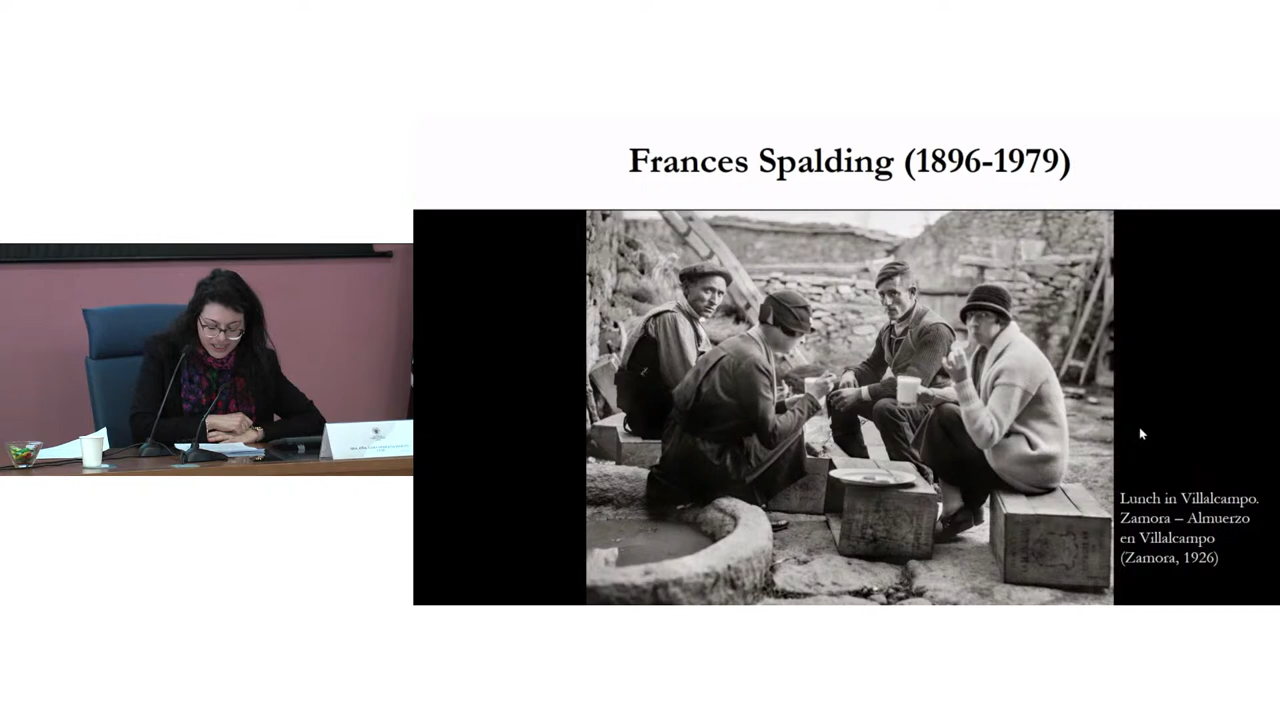 Frances Spalding (1896-1979)
Lunch in Villalcampo.
Zamora – Almuerzo
en Villalcampo
(Zamora, 1926)